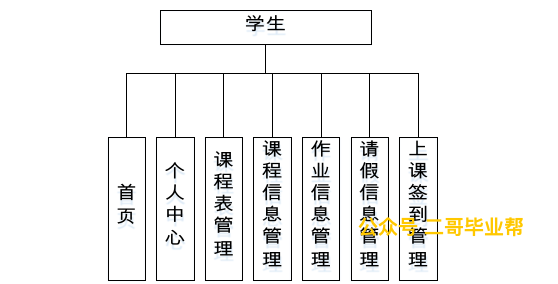 学生
首页
个人中心
课程表管理
课程信息管理
作业信息管理
请假信息管理
上课签到管理
公众号 二哥毕业帮